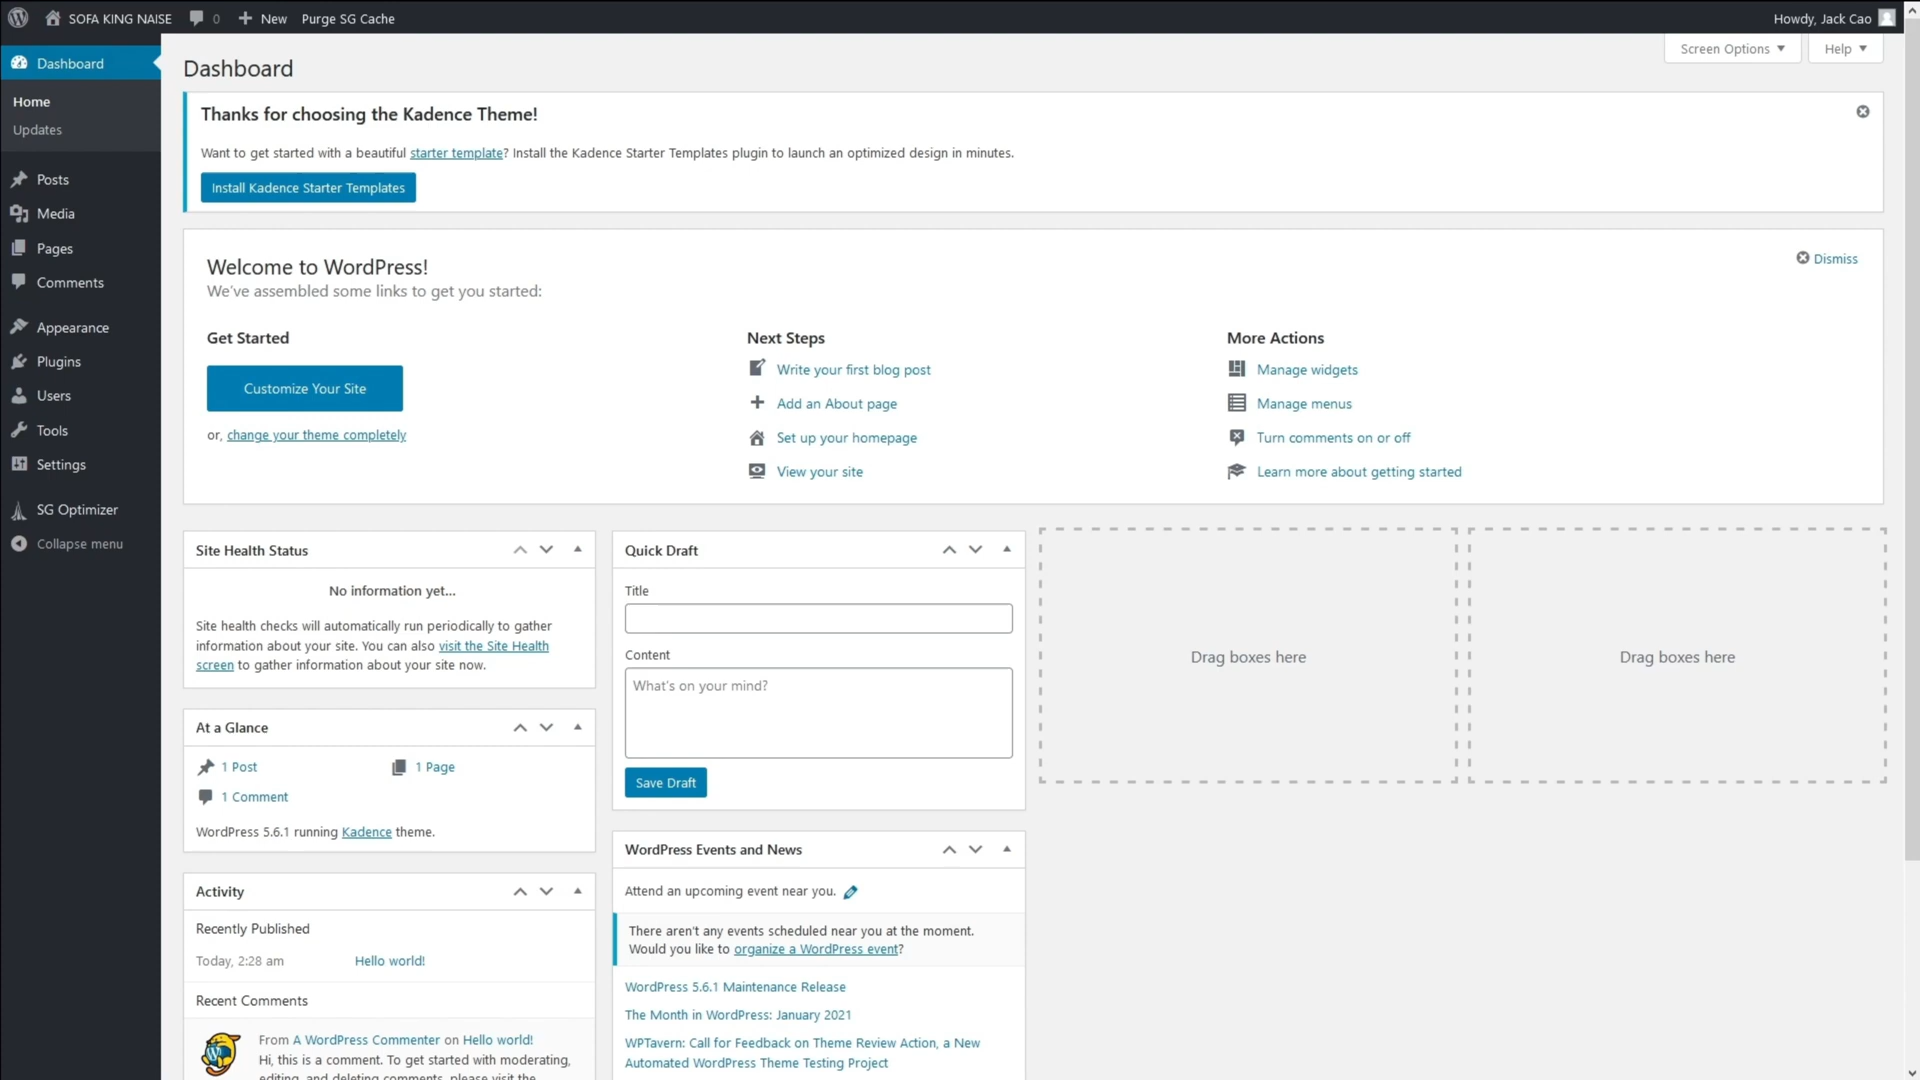 SOFA KING NAISE 0 New Purge SG Cache Howdy, Jack Cao
Screen Options Help
Dashboard
Home
Updates
Posts
Media
Pages
Comments
Appearance
Plugins
Users
Tools
Settings
SG Optimizer
Collapse menu
Dashboard
Thanks for choosing the Kadence Theme!
Want to get started with a beautiful starter template? Install the Kadence Starter Templates plugin to launch an optimized design in minutes.
Install Kadence Starter Templates
Welcome to WordPress!
We've assembled some links to get you started:
Dismiss
Get Started
Customize Your Site
or, change your theme completely
Next Steps
Write your first blog post
Add an About page
Set up your homepage
View your site
More Actions
Manage widgets
Manage menus
Turn comments on or off
Learn more about getting started
Site Health Status
No information yet...
Site health checks will automatically run periodically to gather
information about your site. You can also visit the Site Health
screen to gather information about your site now.
At a Glance
1 Post 1 Page
1 Comment
WordPress 5.6.1 running Kadence theme.
Activity
Recently Published
Today, 2:28 am Hello world!
Recent Comments
From A WordPress Commenter on Hello world!
Hi, this is a comment. To get started with moderating,
editing, and deleting comments, please visit the
Quick Draft
Title
Content
What's on your mind?
Save Draft
WordPress Events and News
Attend an upcoming event near you.
There aren't any events scheduled near you at the moment.
Would you like to organize a WordPress event?
WordPress 5.6.1 Maintenance Release
The Month in WordPress: January 2021
WPTavern: Call for Feedback on Theme Review Action, a New
Automated WordPress Theme Testing Project
Drag boxes here
Drag boxes here